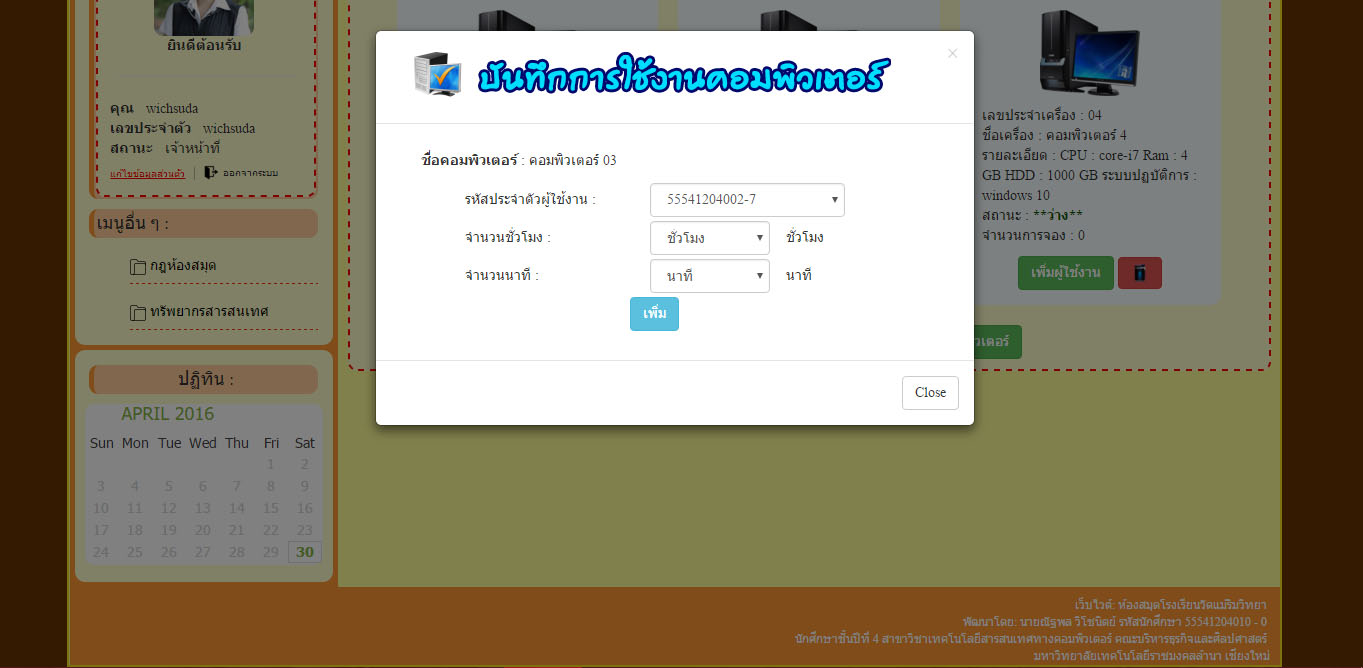 ยินดีต้อนรับ
คุณ wichsuda
เลขประจำตัว wichsuda
สถานะ เจ้าหน้าที่
แก้ไขข้อมูลส่วนตัว | ออกจากระบบ
เมนูอื่น ๆ :
กฎห้องสมุด
ทรัพยากรสารสนเทศ
ปฏิทิน :
APRIL 2016
Sun Mon Tue Wed Thu Fri Sat
1 2
3 4 5 6 7 8 9
10 11 12 13 14 15 16
17 18 19 20 21 22 23
24 25 26 27 28 29 30
บันทึกการใช้งานคอมพิวเตอร์
×
ชื่อคอมพิวเตอร์ : คอมพิวเตอร์ 03
รหัสประจำตัวผู้ใช้งาน : 55541204002-7
จำนวนชั่วโมง : ชั่วโมง ชั่วโมง
จำนวนนาที : นาที นาที
เพิ่ม
Close
เลขประจำเครื่อง : 04
ชื่อเครื่อง : คอมพิวเตอร์ 4
รายละเอียด : CPU : core-i7 Ram : 4
GB HDD : 1000 GB ระบบปฏิบัติการ :
windows 10
สถานะ : **ว่าง**
จำนวนการจอง : 0
เพิ่มผู้ใช้งาน
วเตอร์
เว็บไวต์: ห้องสมุดโรงเรียนวัดแม่ริมวิทยา
พัฒนาโดย: นายณัฐพล วิโชนิตย์ รหัสนักศึกษา 55541204010 - 0
นักศึกษาชั้นปีที่ 4 สาขาวิชาเทคโนโลยีสารสนเทศทางคอมพิวเตอร์ คณะบริหารธุรกิจและศิลปศาสตร์
มหาวิทยาลัยเทคโนโลยีราชมงคลล้านนา เชียงใหม่